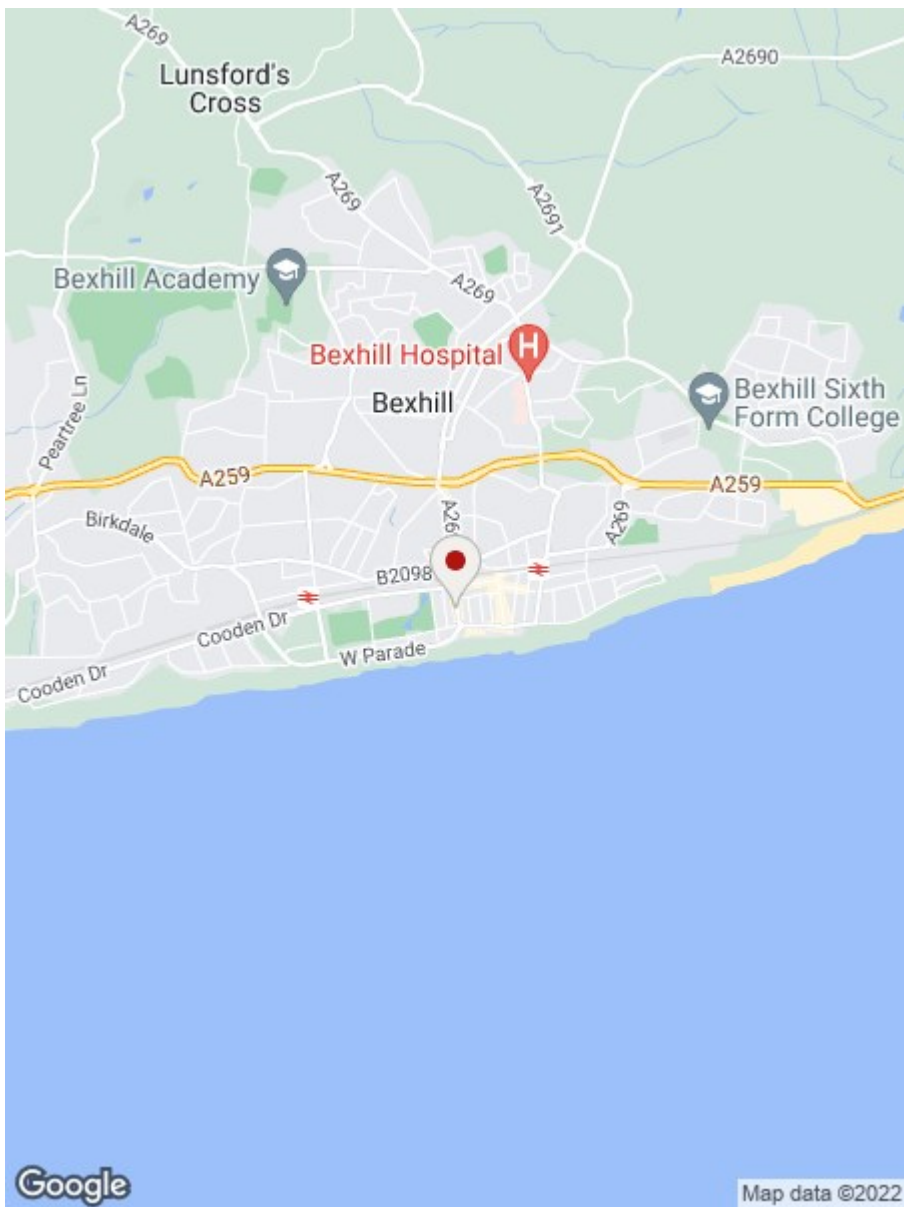 A269
A2690
Lunsford's
Cross
A269
A2691
Bexhill Academy
A269
Bexhill Hospital
H
Bexhill
Bexhill Sixth
Form College
Peartree Ln
A259
A259
Birkdale
A26
A269
B2098
Cooden Dr
W Parade
Cooden Dr
Google
Map data ©2022